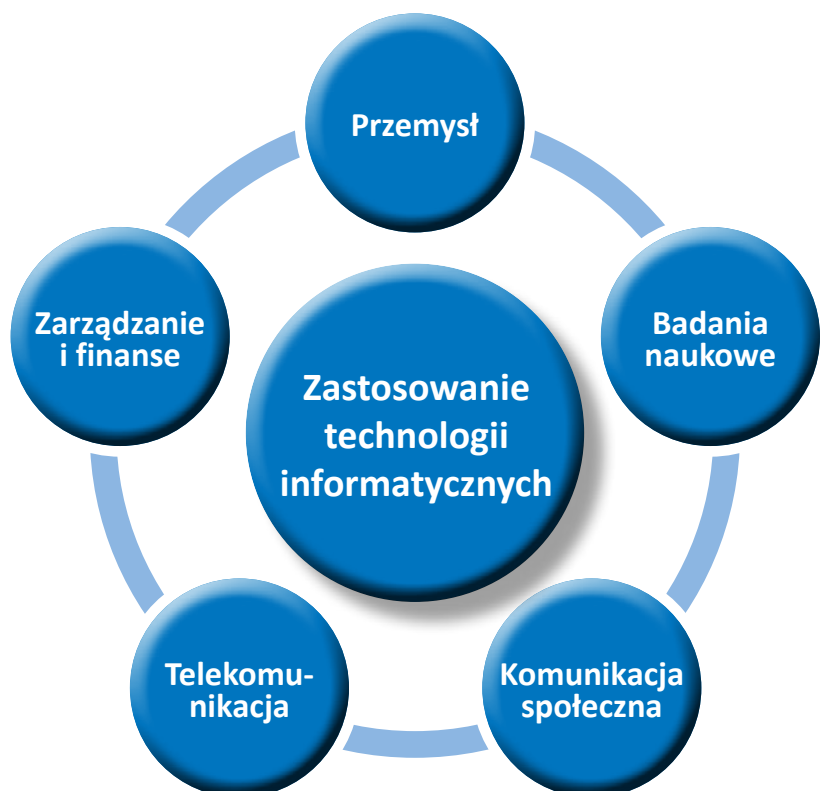 Przemysł
Zarządzanie
i finanse
Badania
naukowe
Zastosowanie
technologii
informatycznych
Telekomu-
nikacja
Komunikacja
społeczna